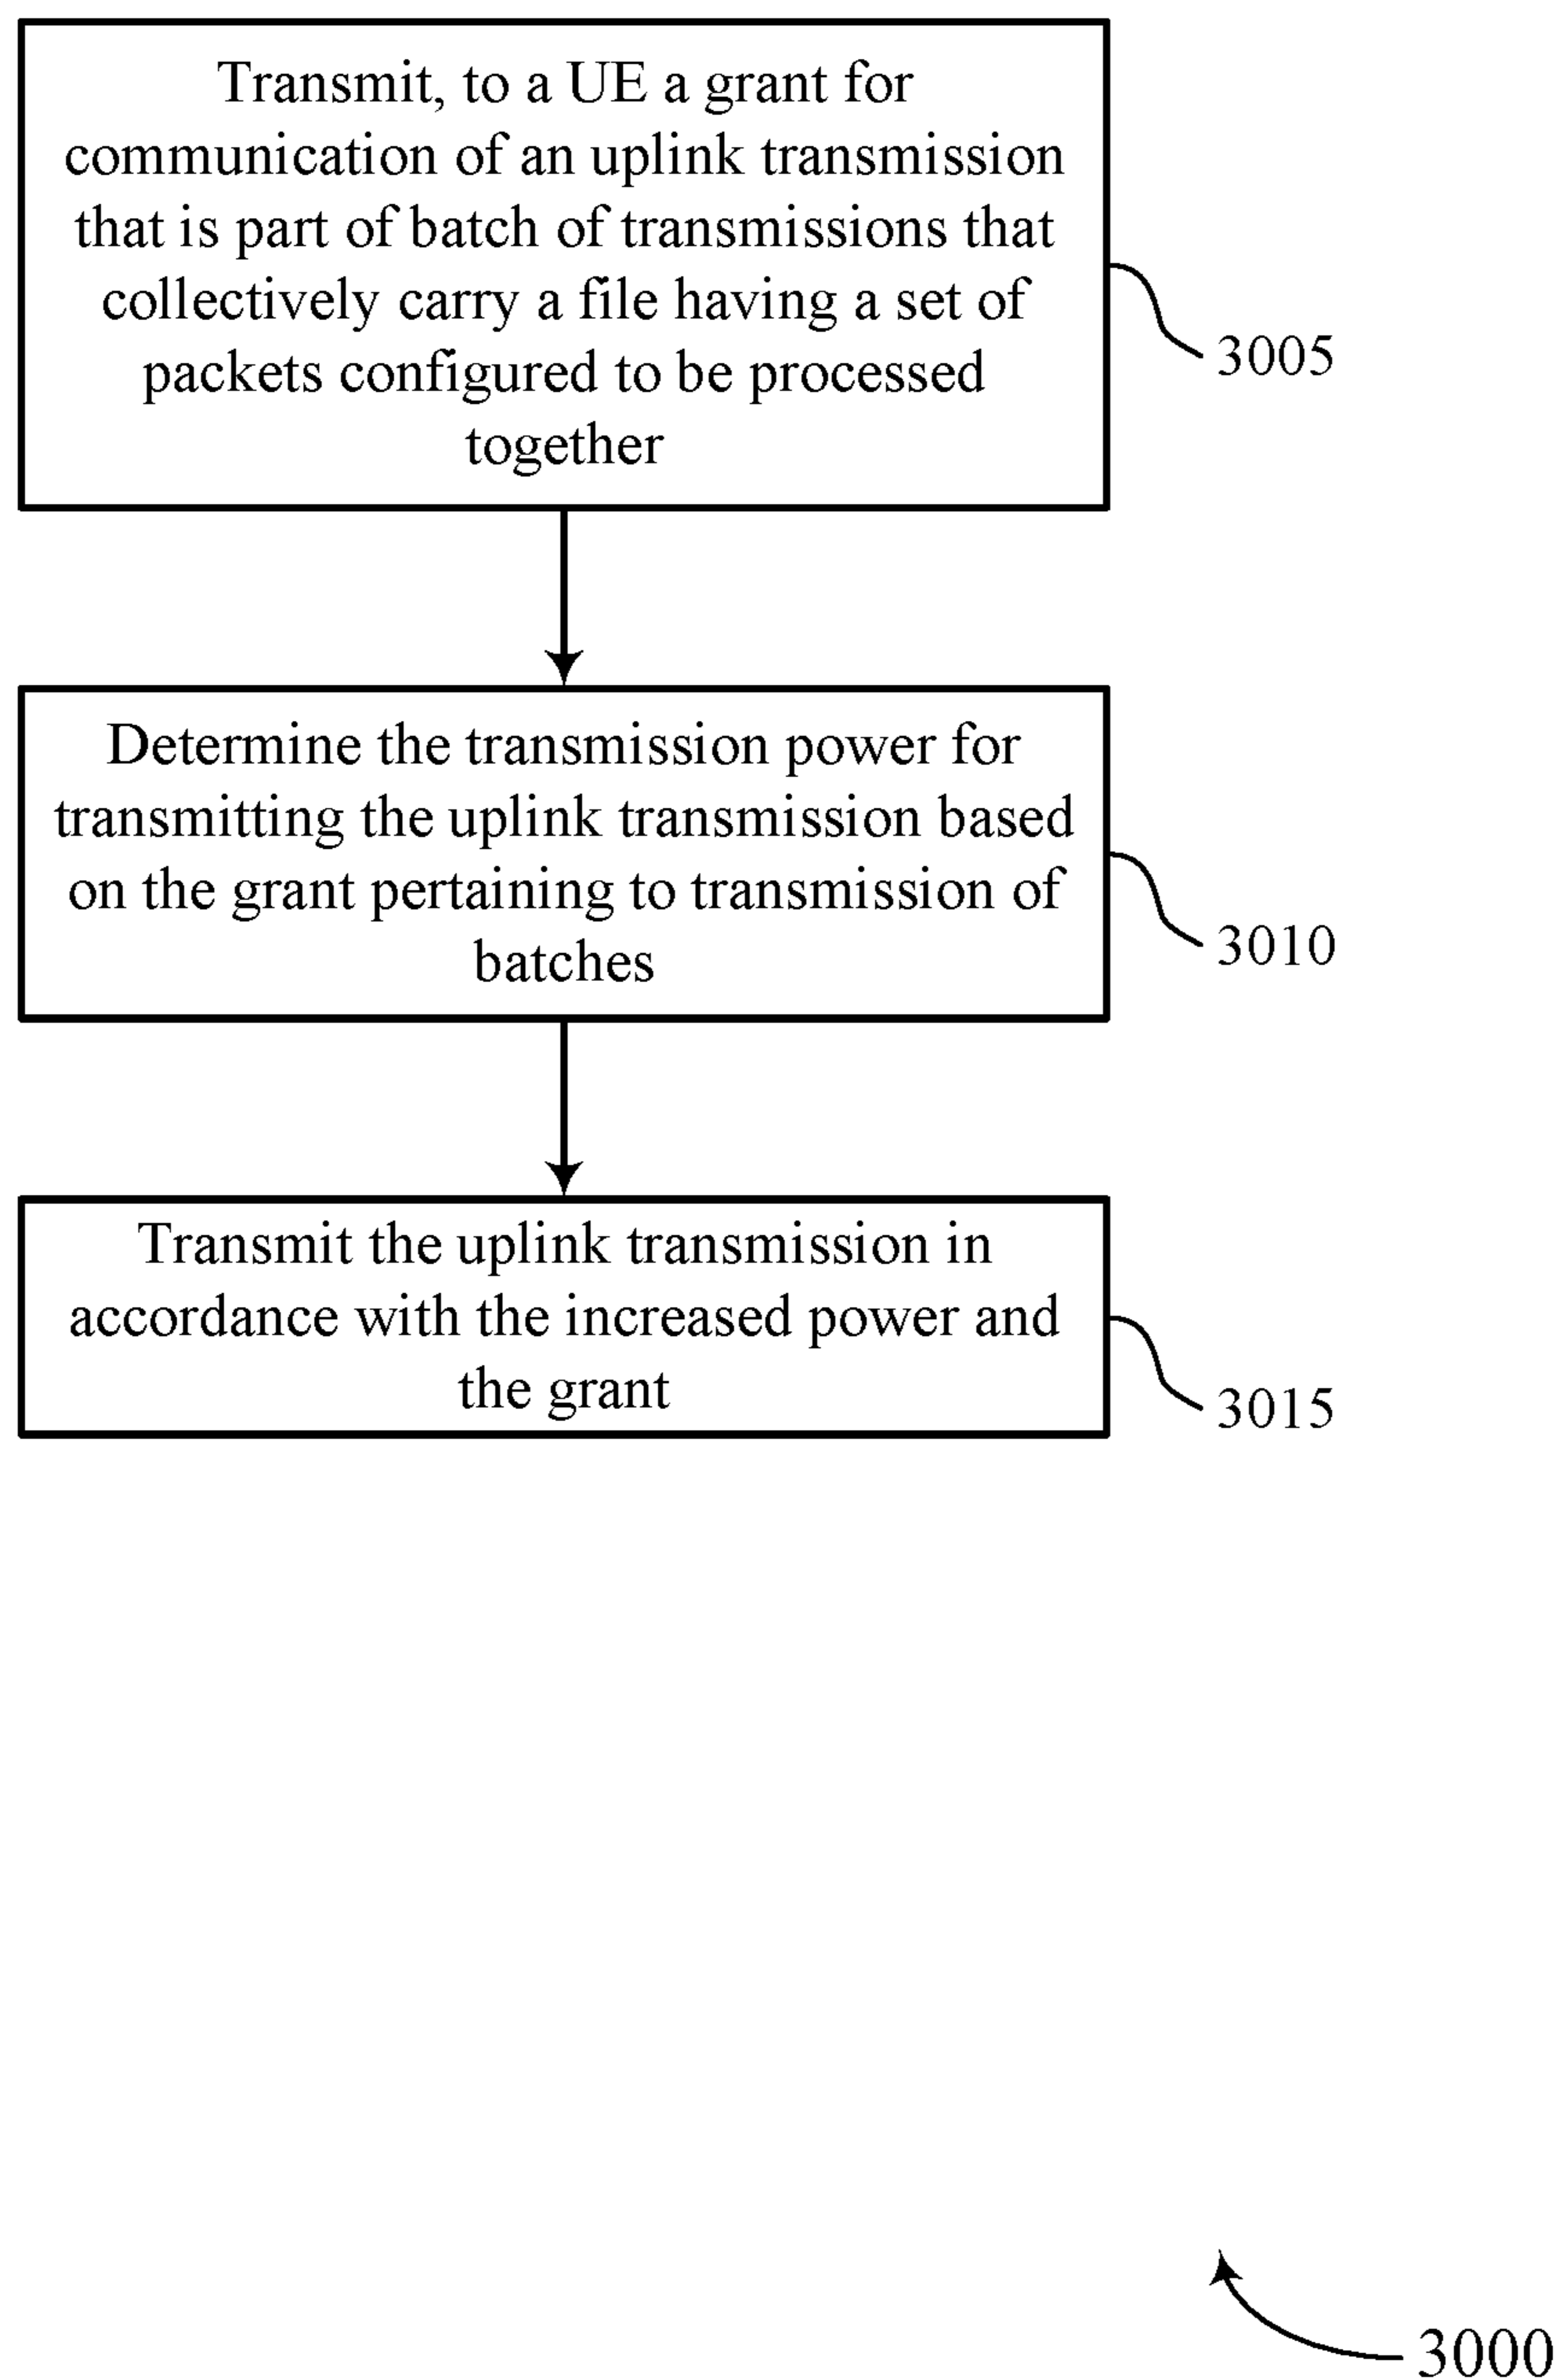 Transmit, to a UE a grant for
communication of an uplink transmission
that is part of batch of transmissions that
collectively carry a file having a set of
packets configured to be processed
together
3005
Determine the transmission power for
transmitting the uplink transmission based
on the grant pertaining to transmission of
batches
3010
Transmit the uplink transmission in
accordance with the increased power and
the grant
3015
3000